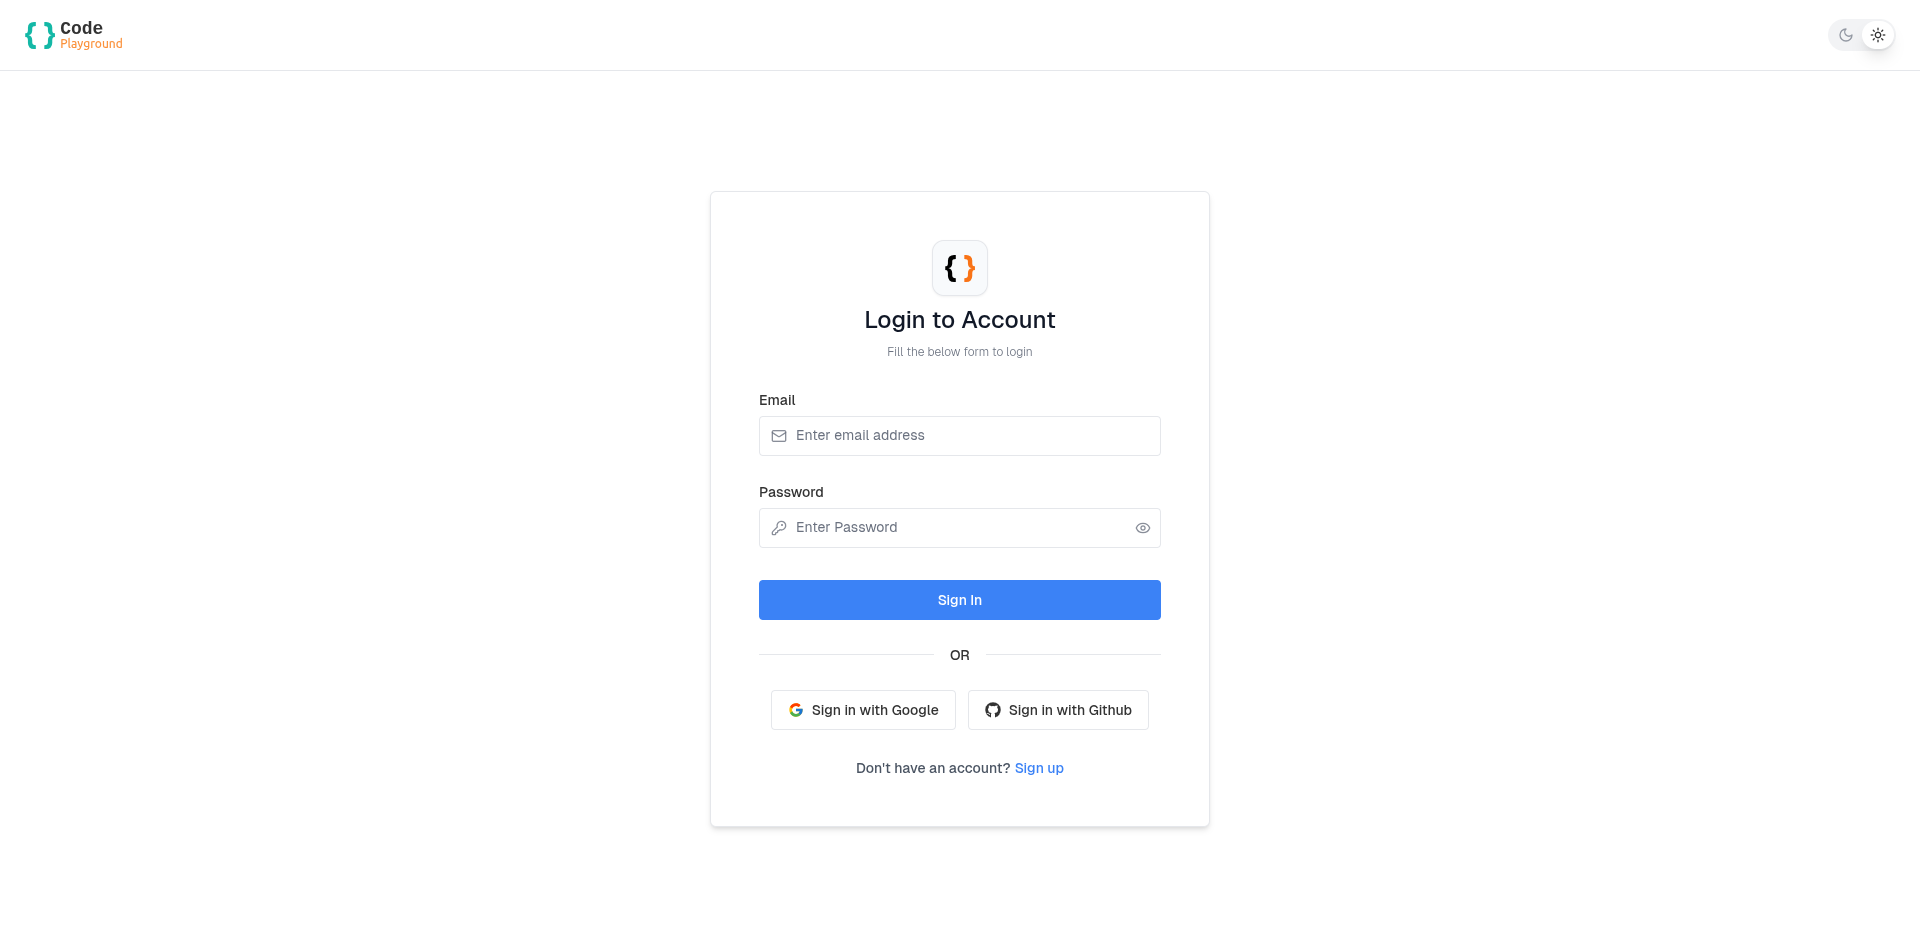 { } Code
Playground
{ }
Login to Account
Fill the below form to login
Email
Enter email address
Password
Enter Password
Sign In
OR
Sign in with Google
Sign in with Github
Don't have an account? Sign up